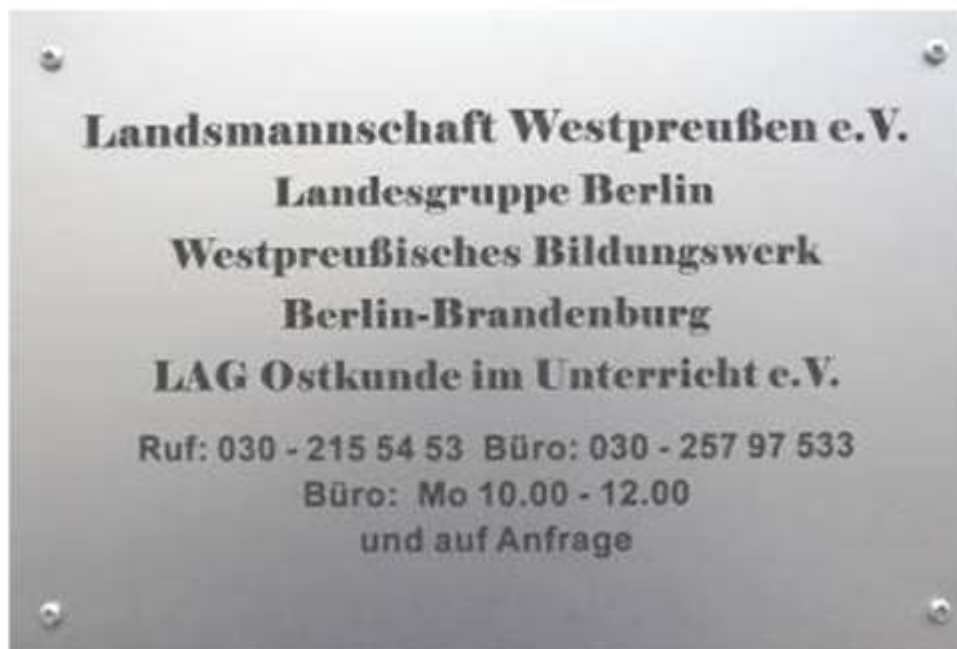 Landsmannschaft Westpreußen e.V.
Landesgruppe Berlin
Westpreußisches Bildungswerk
Berlin-Brandenburg
LAG Ostkunde im Unterricht e.V.
Ruf: 030 - 215 54 53 Büro: 030 - 257 97 533
Büro: Mo 10.00 - 12.00
und auf Anfrage